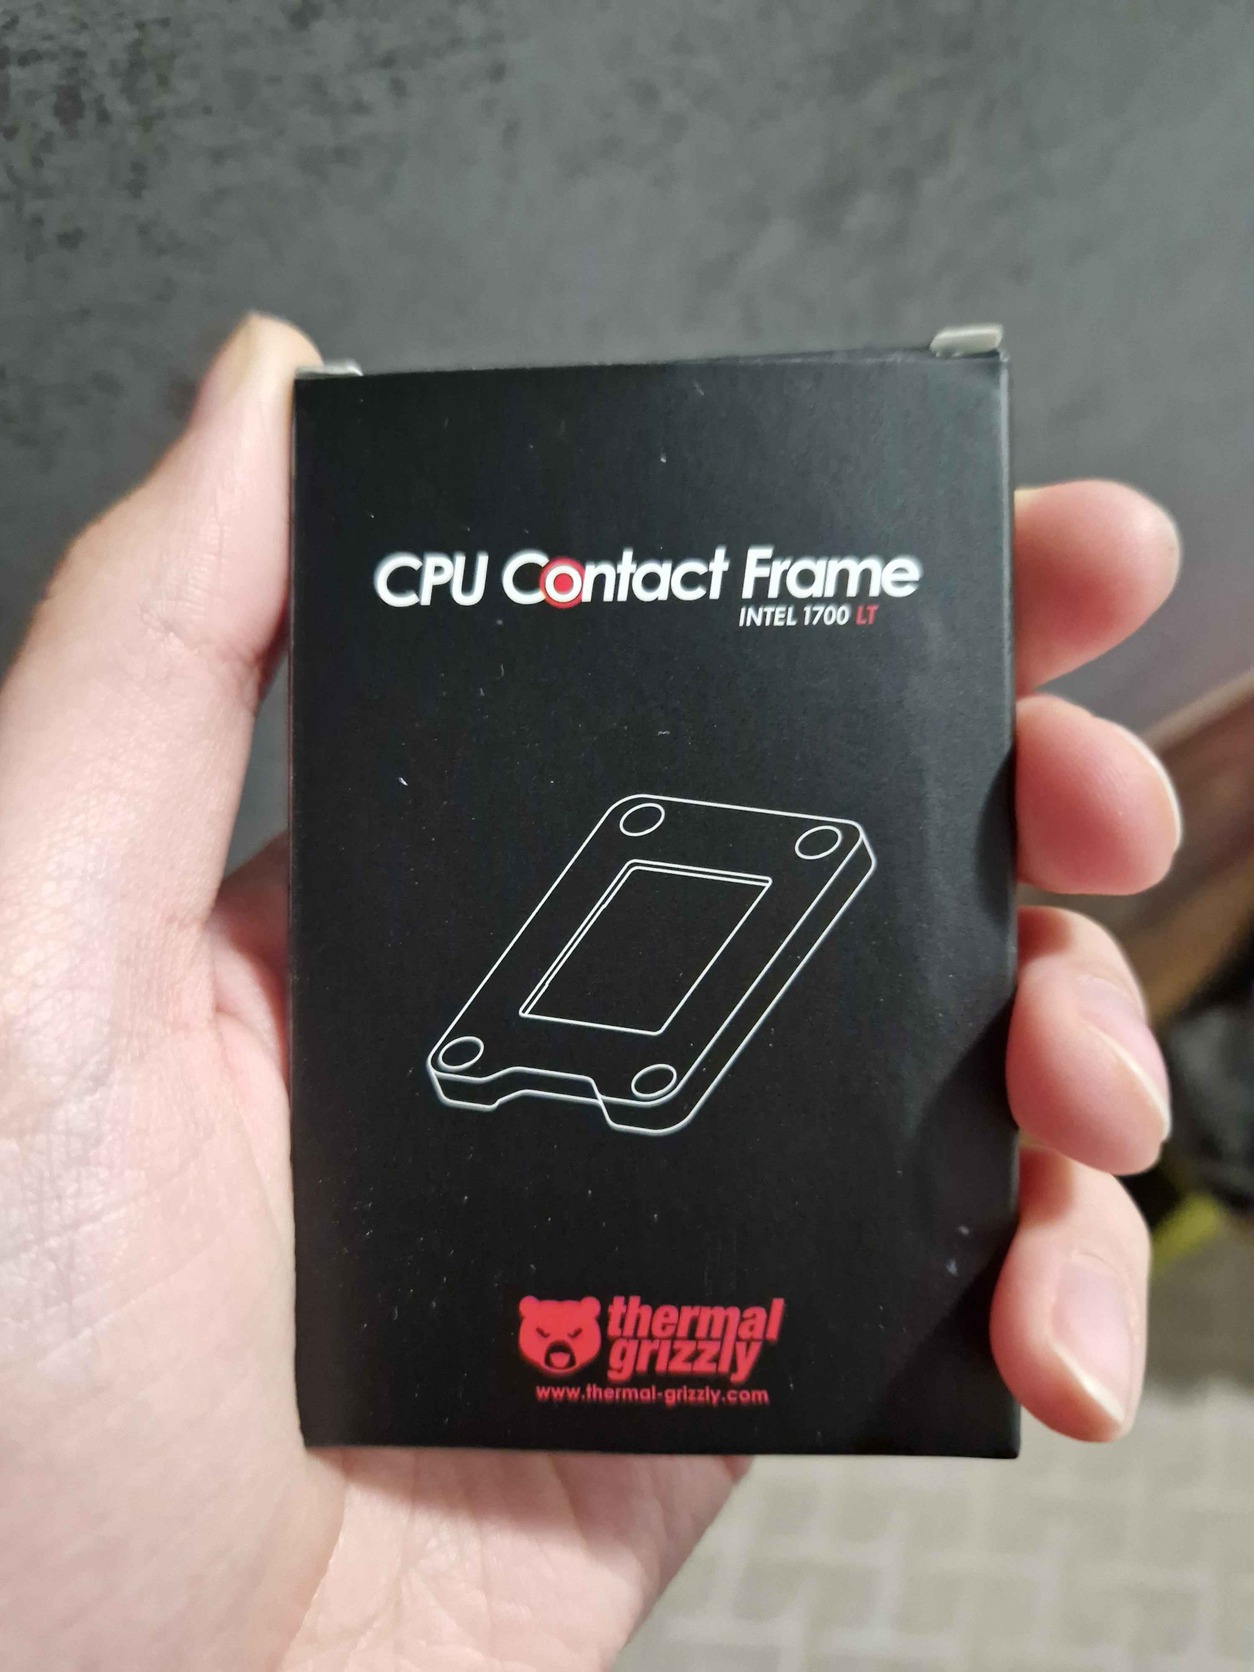 CPU Contact Frame
INTEL 1700 LT
thermal
grizzly
www.thermal-grizzly.com